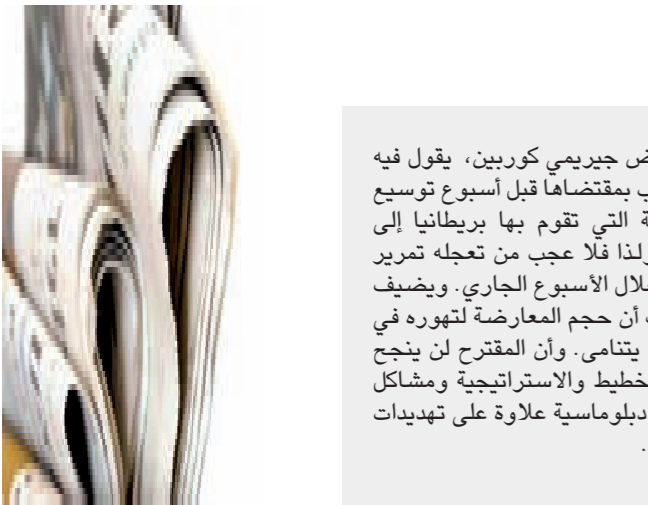 جيريمي كوربين، يقول فيه
بمقتضاها قبل أسبوع توسيع
التي تقوم بها بريطانيا إلى
ولذا فلا عجب من تعجله تمرير
الأسبوع الجاري. ويضيف
أن حجم المعارضة لتهوره في
يتنامى. وأن المقترح لن ينجح
والاستراتيجية ومشاكل
دبلوماسية علاوة على تهديدات
.